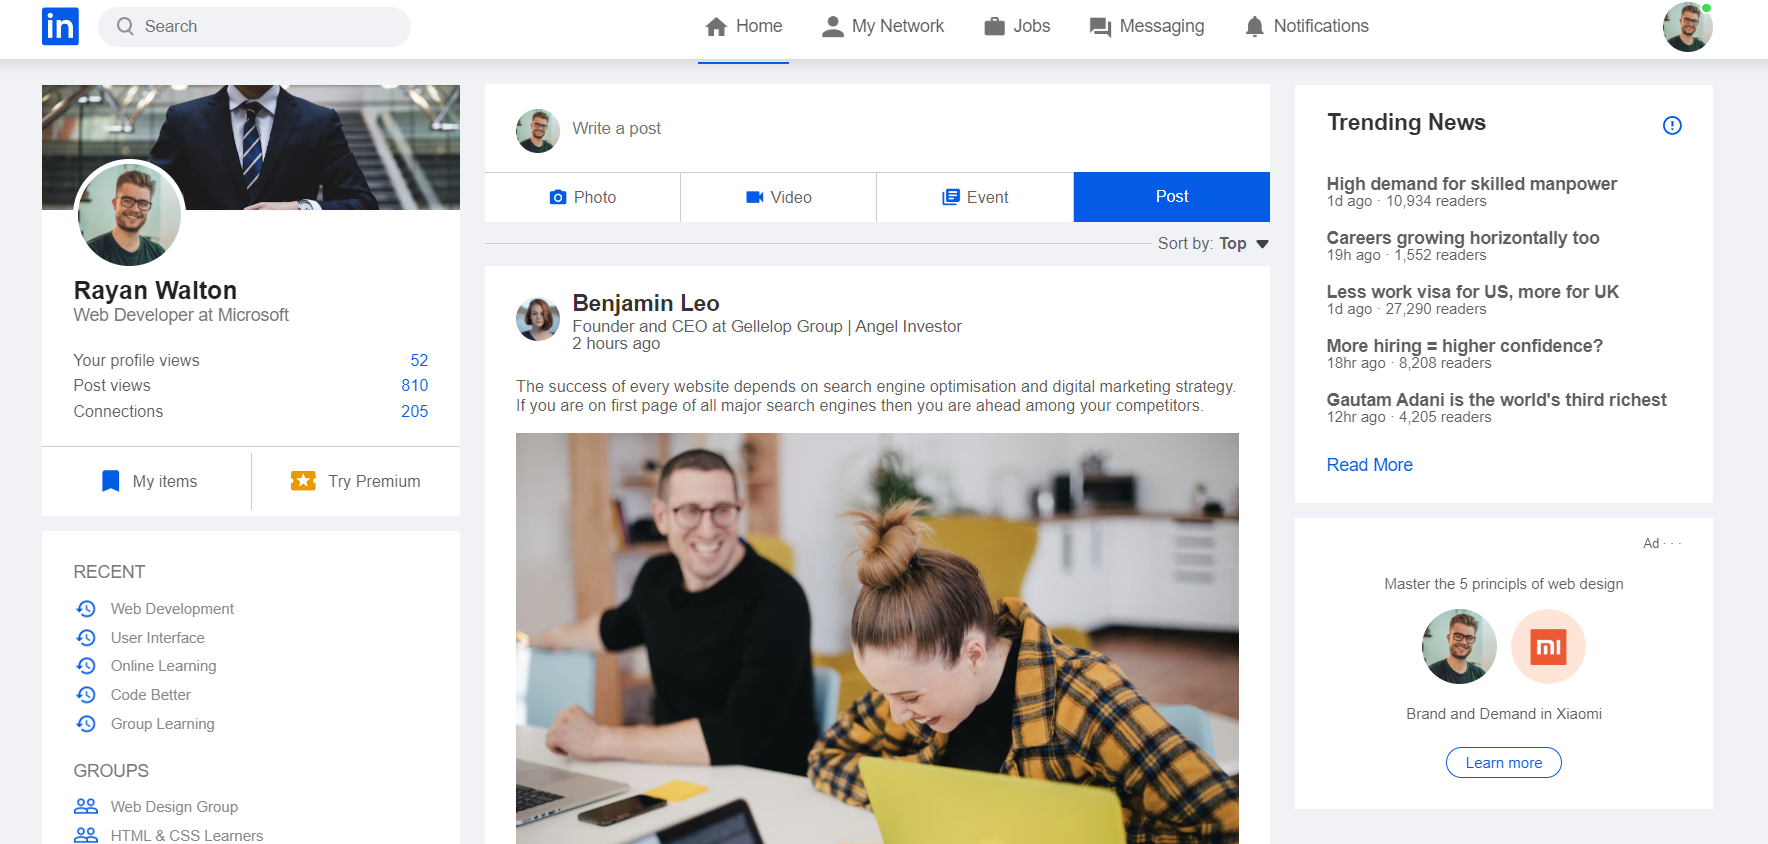 in
Search
Home
My Network
Jobs
Messaging
Notifications
Rayan Walton
Web Developer at Microsoft
Your profile views 52
Post views 810
Connections 205
My items
Try Premium
RECENT
Web Development
User Interface
Online Learning
Code Better
Group Learning
GROUPS
Web Design Group
HTML & CSS Learners
Write a post
Photo
Video
Event
Post
Sort by: Top
Benjamin Leo
Founder and CEO at Gellelop Group | Angel Investor
2 hours ago
The success of every website depends on search engine optimisation and digital marketing strategy.
If you are on first page of all major search engines then you are ahead among your competitors.
Trending News
High demand for skilled manpower
1d ago · 10,934 readers
Careers growing horizontally too
19h ago · 1,552 readers
Less work visa for US, more for UK
1d ago · 27,290 readers
More hiring = higher confidence?
18hr ago · 8,208 readers
Gautam Adani is the world's third richest
12hr ago · 4,205 readers
Read More
Ad · · ·
Master the 5 principls of web design
mi
Brand and Demand in Xiaomi
Learn more